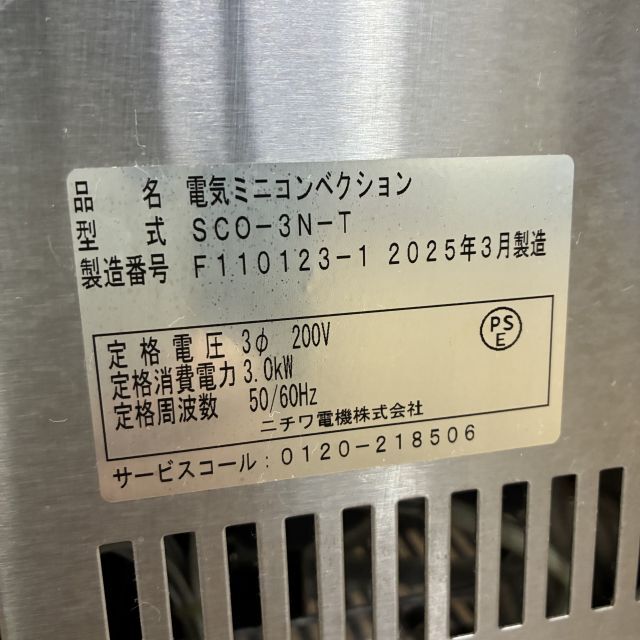 品名 電気ミニコンベクション
型式 SCO-3N-T
製造番号 F110123-1 2025年3月製造
定格電圧 3φ 200V
PS
E
定格消費電力 3.0kW
定格周波数 50/60Hz
ニチワ電機株式会社
サービスコール:0120-218506